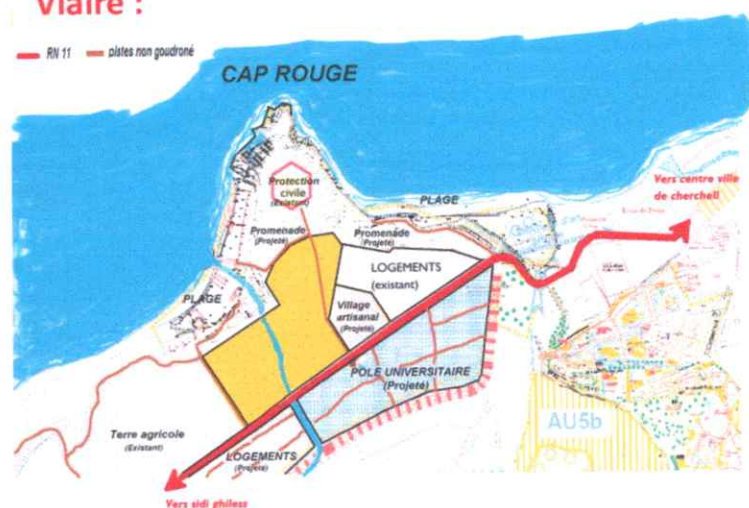 Viaire :
RN 11
pistes non goudroné
CAP ROUGE
Vers centre ville
de cherchell
Protection
civile
(Existant)
PLAGE
Promenade
(Projeté)
Promenade
(Projeté)
LOGEMENTS
(existant)
PLAGE
Village
artisanal
(Projeté)
POLE UNIVERSITAIRE
(Projeté)
Terre agricole
(Existant)
LOGEMENTS
(Projeté)
AU5b
Vers sidi ghiless